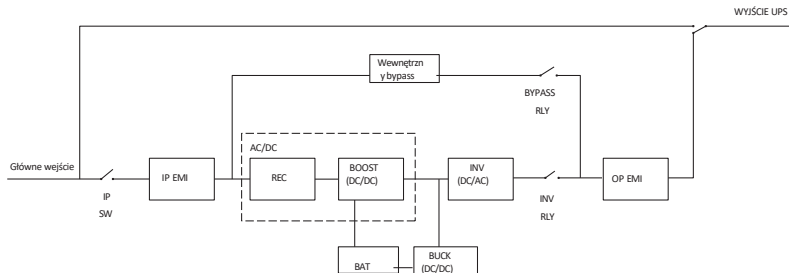 WYJŚCIE UPS
Wewnętrzn
y bypass
BYPASS
RLY
AC/DC
Główne wejście
IP EMI
REC
BOOST
(DC/DC)
INV
(DC/AC)
OP EMI
IP
SW
INV
RLY
BAT
BUCK
(DC/DC)